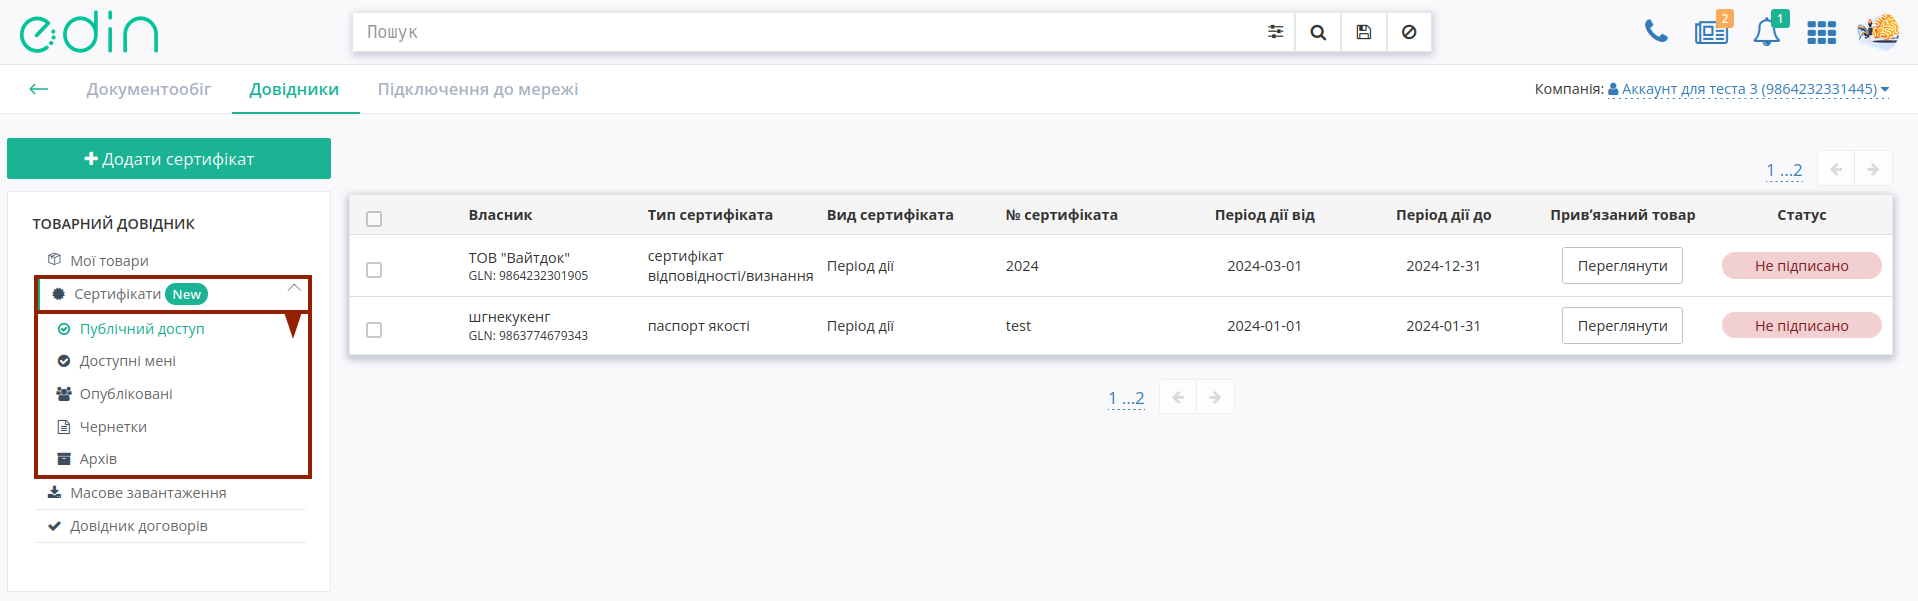 edin
Пошук
2
1
Документообіг Довідники Підключення до мережі
Компанія: Аккаунт для теста 3 (9864232331445)
Додати сертифікат
1 ...2
ТОВАРНИЙ ДОВІДНИК
Мої товари
Сертифікати New
Публічний доступ
Доступні мені
Опубліковані
Чернетки
Архів
Масове завантаження
Довідник договорів
Власник Тип сертифіката Вид сертифіката № сертифіката Період дії від Період дії до Прив’язаний товар Статус
ТОВ "Вайтдок"
GLN: 9864232301905
сертифікат
відповідності/визнання
Період дії 2024 2024-03-01 2024-12-31 Переглянути Не підписано
шгнекукенг
GLN: 9863774679343
паспорт якості Період дії test 2024-01-01 2024-01-31 Переглянути Не підписано
1 ...2